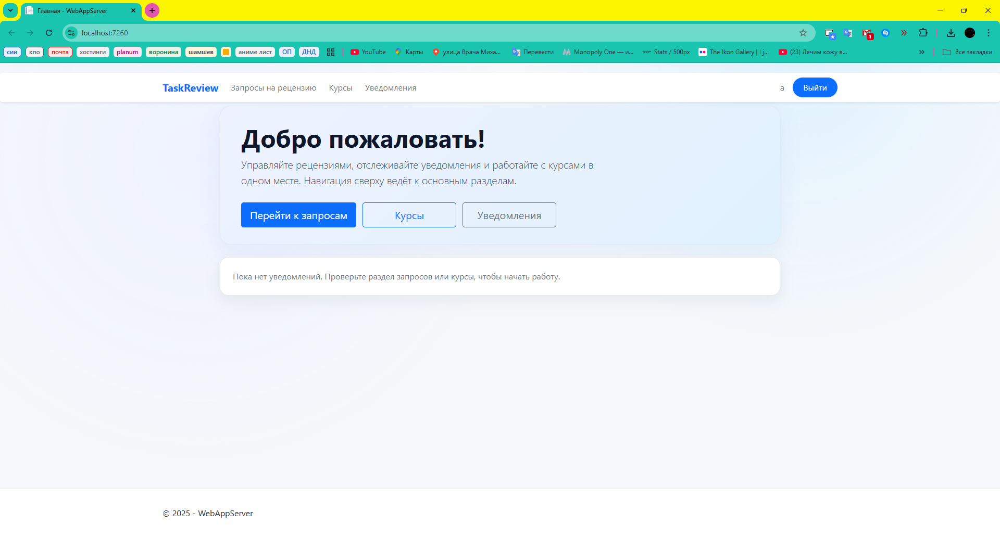 Главная - WebAppServer
localhost:7260
1
сии кпо почта хостинги planum воронина шамшев аниме лист ОП ДНД YouTube Карты улица Врача Миха... Перевести Monopoly One — и... Stats / 500px The Ikon Gallery | I j... (23) Лечим кожу в... Все закладки
TaskReview Запросы на рецензию Курсы Уведомления a Выйти
Добро пожаловать!
Управляйте рецензиями, отслеживайте уведомления и работайте с курсами в
одном месте. Навигация сверху ведёт к основным разделам.
Перейти к запросам Курсы Уведомления
Пока нет уведомлений. Проверьте раздел запросов или курсы, чтобы начать работу.
© 2025 - WebAppServer